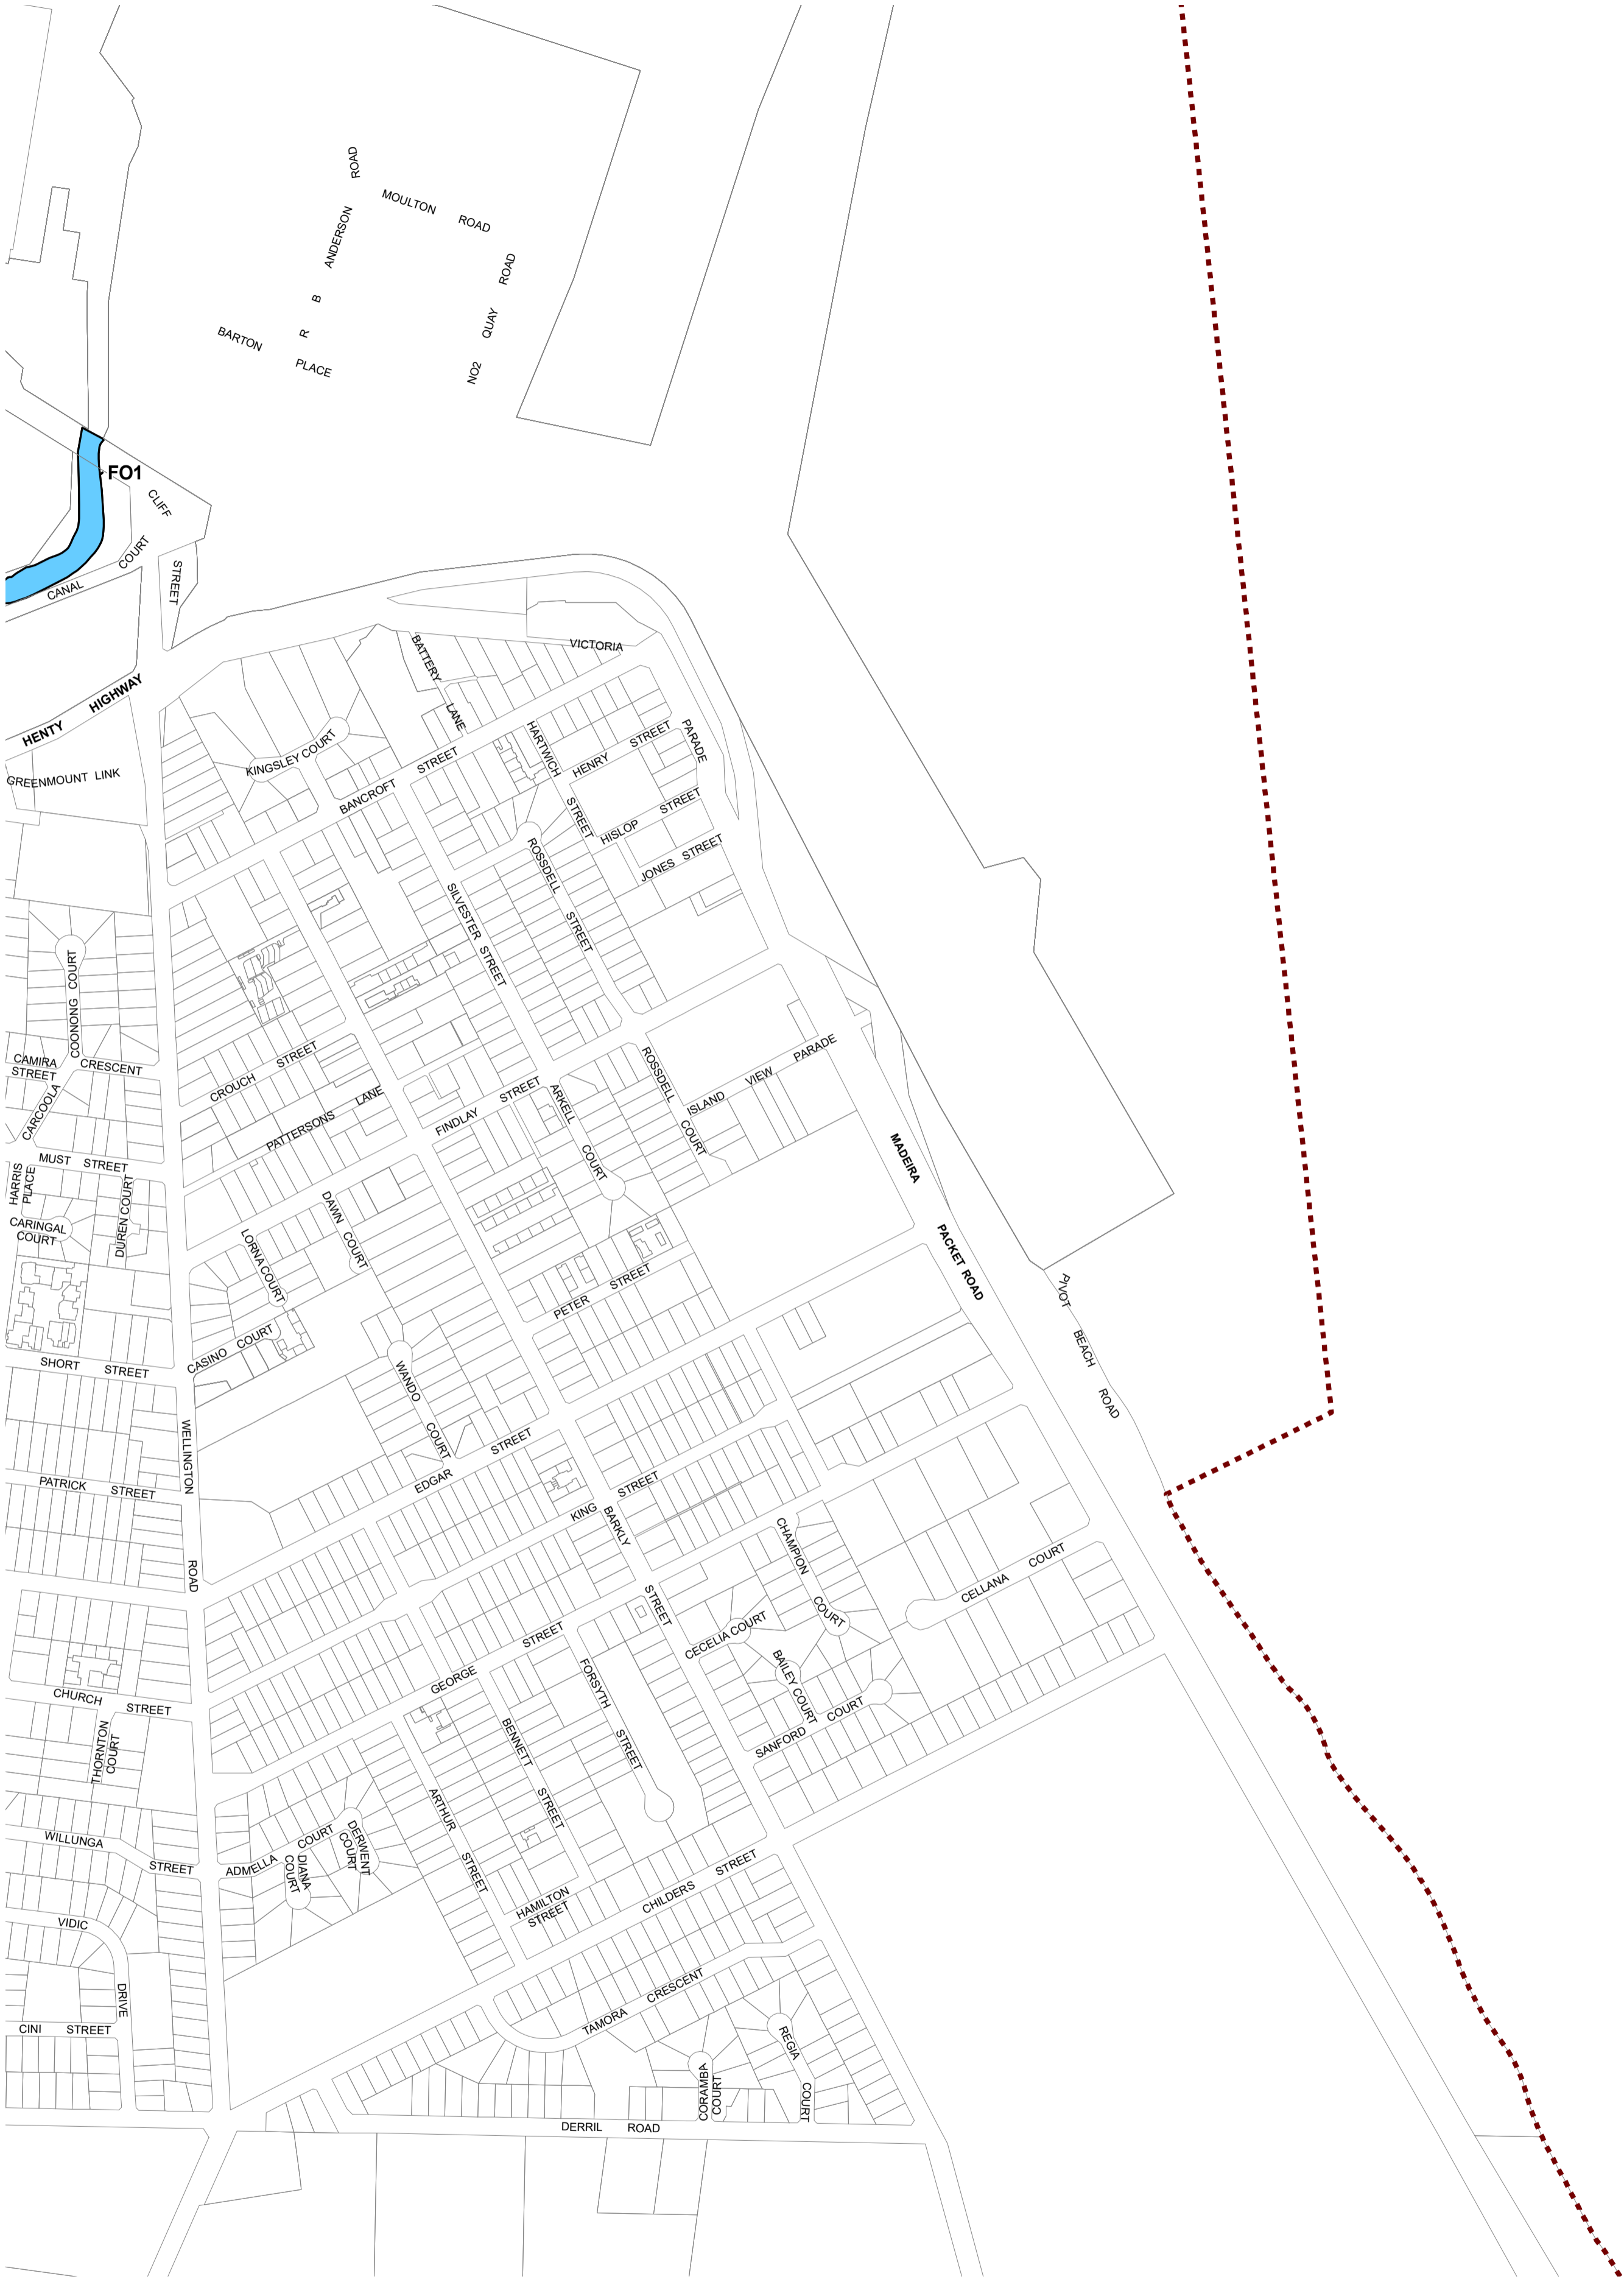 ROAD
MOULTON ROAD
R B ANDERSON
BARTON PLACE
NO2 QUAY ROAD
FO1
CLIFF
STREET
CANAL COURT
HENTY HIGHWAY
GREENMOUNT LINK
VICTORIA
PARADE
BATTERY LANE
KINGSLEY COURT
BANCROFT STREET
HARTWICH STREET
HENRY STREET
HISLOP STREET
JONES STREET
ROSSDELL STREET
SILVESTER STREET
COONONG COURT
CAMIRA
STREET
CRESCENT
CARCOOLA
CROUCH STREET
PATTERSONS LANE
FINDLAY STREET
ARKELL COURT
ROSSDELL COURT
ISLAND VIEW PARADE
MUST STREET
HARRIS
PLACE
DUREN COURT
CARINGAL
COURT
LORNA COURT
DAWN COURT
MADEIRA
PACKET ROAD
PIVOT BEACH ROAD
PETER STREET
CASINO COURT
SHORT STREET
WANDO COURT
WELLINGTON
ROAD
EDGAR STREET
KING STREET
BARKLY
STREET
PATRICK STREET
CHAMPION COURT
CELLANA COURT
CECELIA COURT
BAILEY COURT
SANFORD COURT
GEORGE STREET
FORSYTH STREET
BENNETT STREET
CHURCH STREET
THORNTON
COURT
ARTHUR STREET
WILLUNGA STREET
ADMELLA COURT
DIANA
COURT
DERWENT
COURT
HAMILTON
STREET
CHILDERS STREET
VIDIC DRIVE
TAMORA CRESCENT
CINI STREET
REGIA COURT
CORAMBA
COURT
DERRIL ROAD